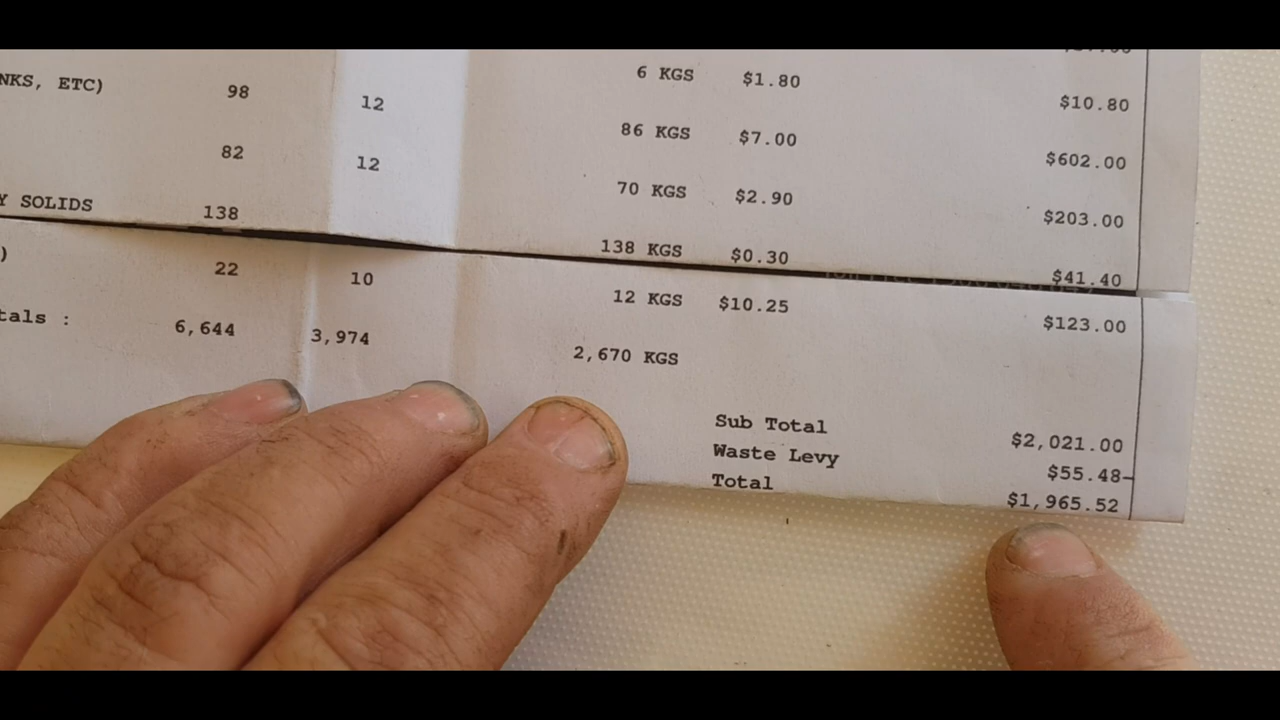 6 KGS $1.80 $10.80
NKS, ETC) 98 12 86 KGS $7.00 $602.00
82 12 70 KGS $2.90 $203.00
Y SOLIDS 138 138 KGS $0.30 $41.40
) 22 10 12 KGS $10.25 $123.00
tals : 6,644 3,974 2,670 KGS
Sub Total $2,021.00
Waste Levy $55.48-
Total $1,965.52